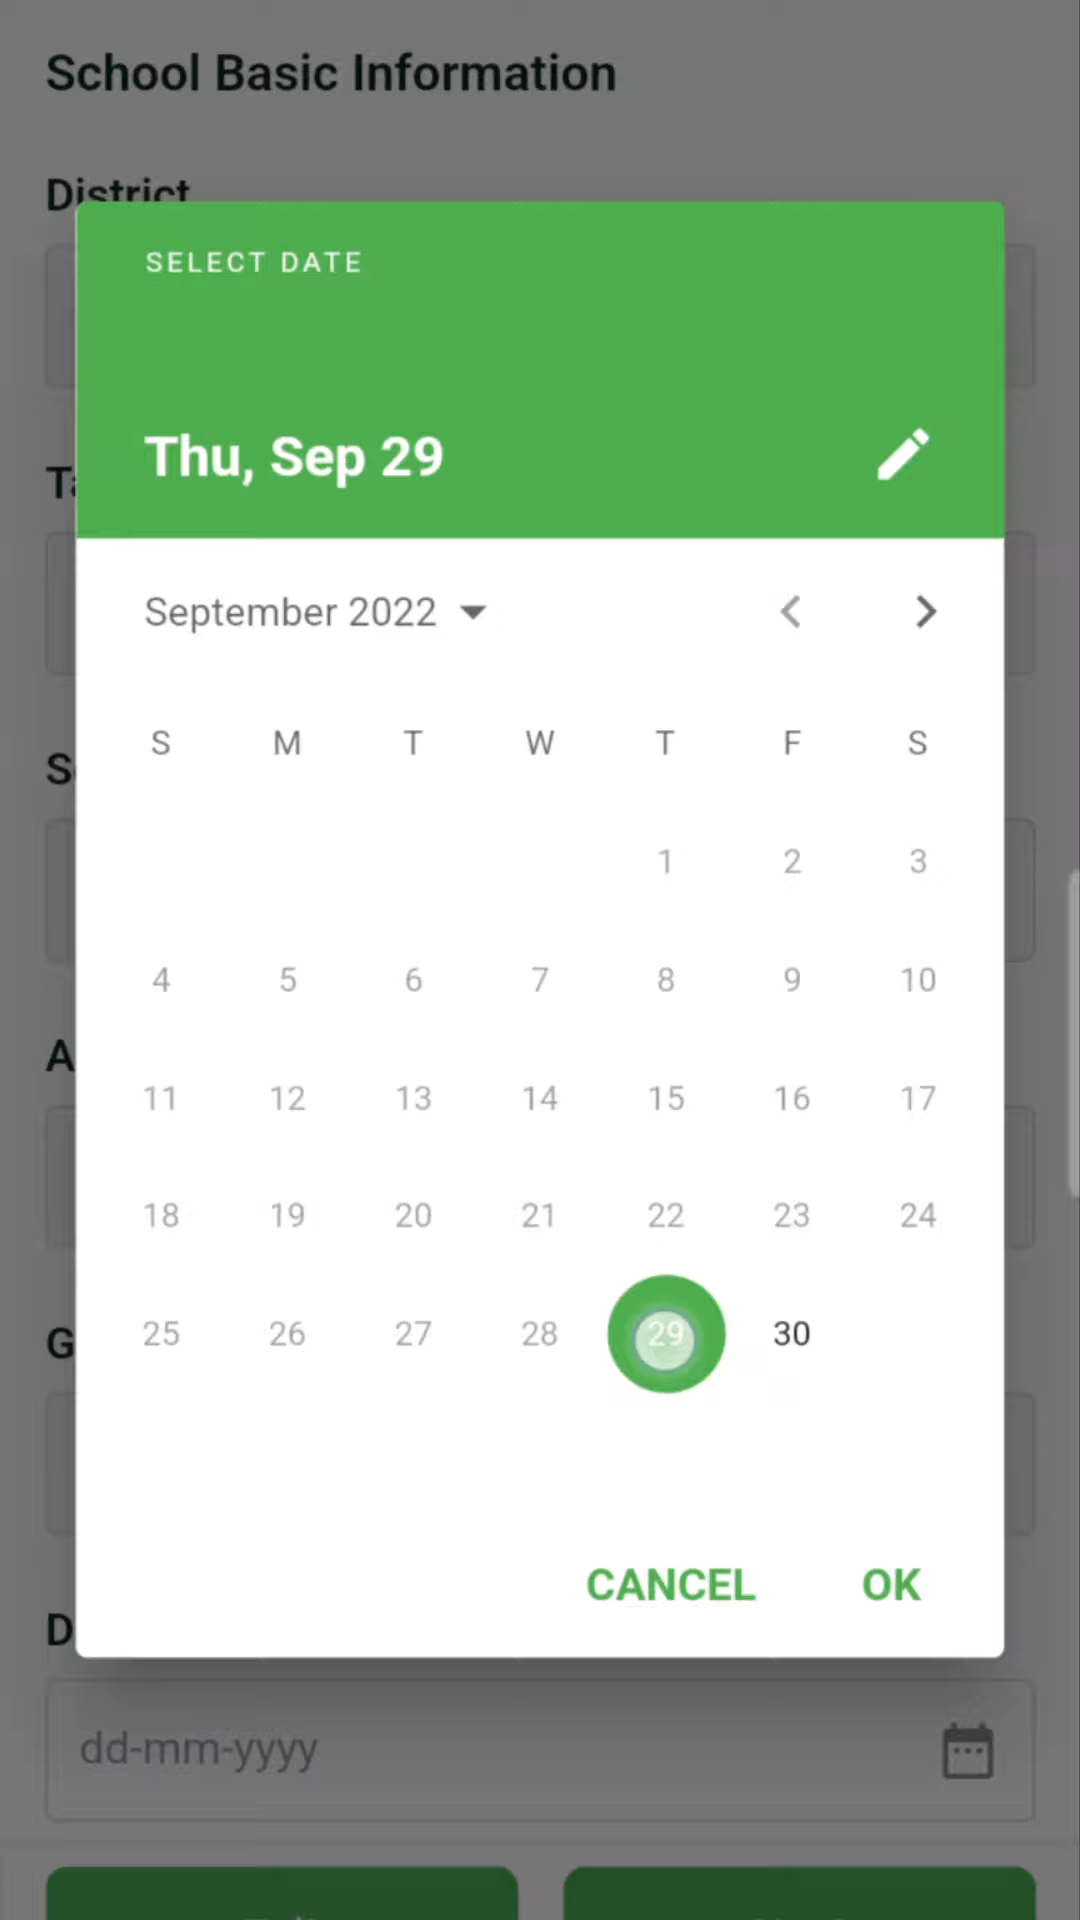 School Basic Information
District
SELECT DATE
Thu, Sep 29
September 2022
S M T W T F S
1 2 3
4 5 6 7 8 9 10
11 12 13 14 15 16 17
18 19 20 21 22 23 24
25 26 27 28 29 30
CANCEL OK
dd-mm-yyyy